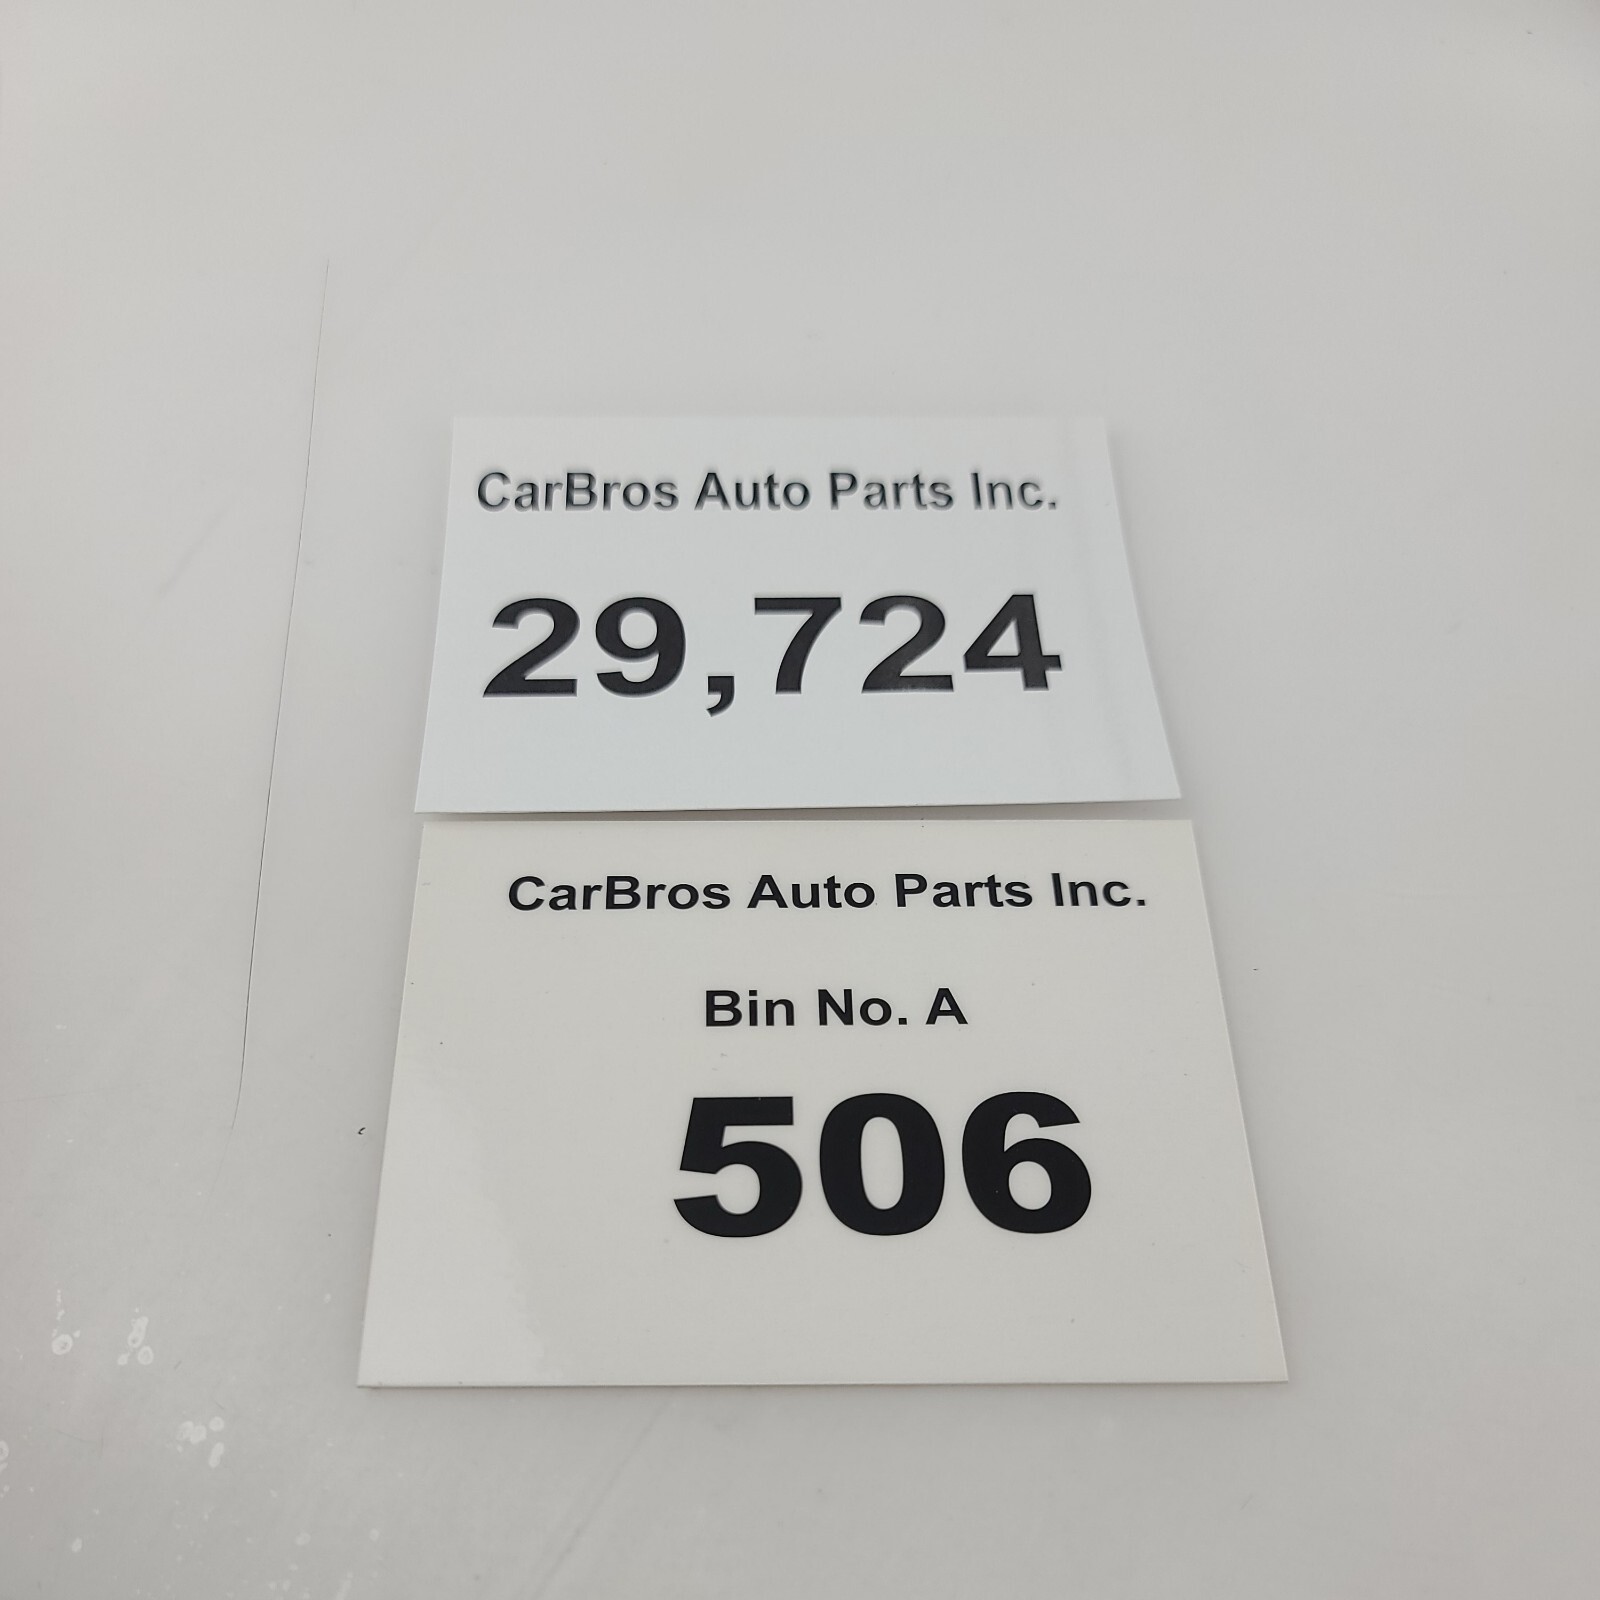 CarBros Auto Parts Inc.
29,724
CarBros Auto Parts Inc.
Bin No. A
506